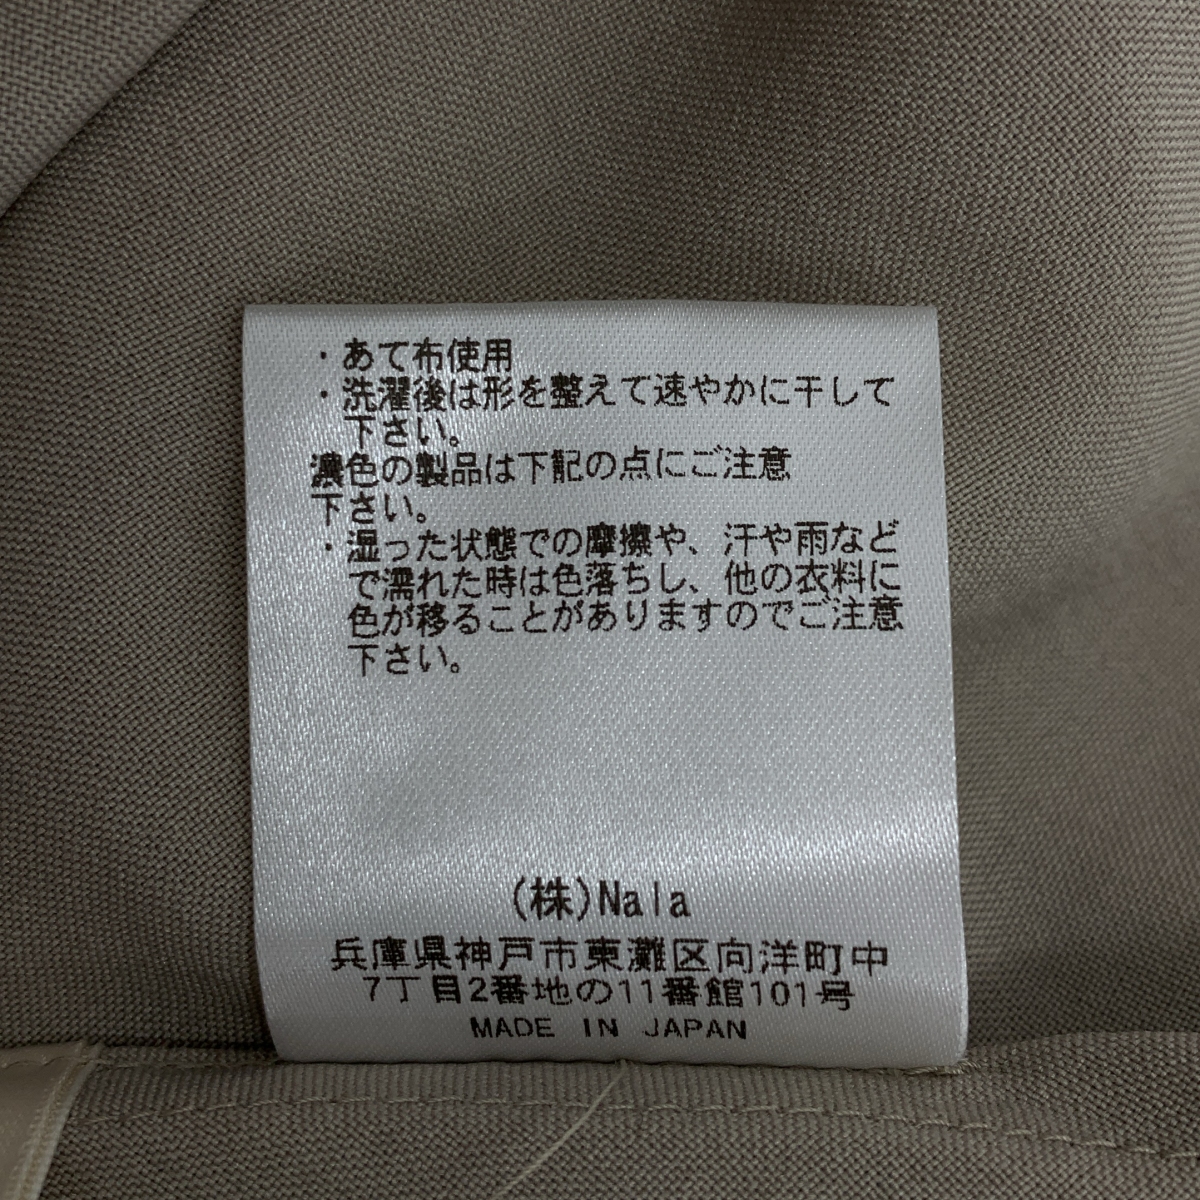 ・あて布使用
・洗濯後は形を整えて速やかに干して
下さい。
濃色の製品は下記の点にご注意
下さい。
・湿った状態での摩擦や、汗や雨など
で濡れた時は色落ちし、他の衣料に
色が移ることがありますのでご注意
下さい。
(株)Nala
兵庫県神戸市東灘区向洋町中
7丁目2番地の11番館101号
MADE IN JAPAN